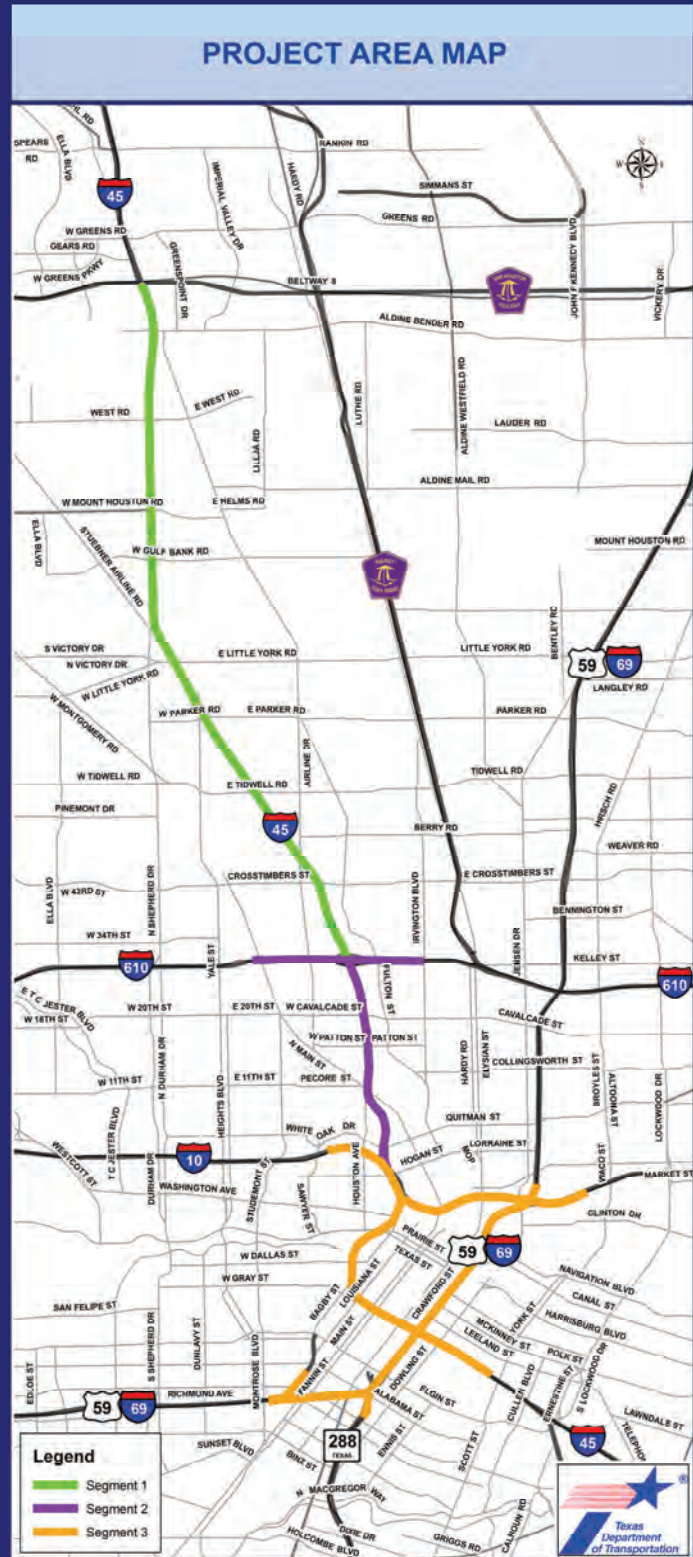 PROJECT AREA MAP
RANKIN RD
SPEARS
RD
ELLA BLVD
45
IMPERIAL VALLEY DR
HARDY RD
SIMMANS ST
N
W
E
S
GREENS RD
W GREENS RD
GEARS RD
W GREENS PKWY
GREENSPOINT DR
BELTWAY 8
JOHN F KENNEDY BLVD
VICKERY DR
ALDINE BENDER RD
WEST RD
E WEST RD
LILLJA RD
LUTHE RD
ALDINE WESTFIELD RD
LAUDER RD
ALDINE MAIL RD
W MOUNT HOUSTON RD
E HELMS RD
ELLA BLVD
STUEBNER AIRLINE RD
W GULF BANK RD
MOUNT HOUSTON RD
BENTLEY RC
S VICTORY DR
N VICTORY DR
E LITTLE YORK RD
LITTLE YORK RD
59
69
LANGLEY RD
W LITTLE YORK RD
W MONTGOMERY RD
W PARKER RD
E PARKER RD
PARKER RD
AIRLINE DR
W TIDWELL RD
E TIDWELL RD
TIDWELL RD
PINEMONT DR
45
BERRY RD
HIRSCH RD
WEAVER RD
CROSSTIMBERS ST
E CROSSTIMBERS ST
ELLA BLVD
W 43RD ST
N SHEPHERD DR
IRVINGTON BLVD
BENNINGTON ST
W 34TH ST
YALE ST
JENSEN DR
KELLEY ST
610
610
FULTON ST
E T C JESTER BLVD
W 18TH ST
W 20TH ST
E 20TH ST
W CAVALCADE ST
CAVALCADE ST
N DURHAM DR
W PATTON ST
PATTON ST
N MAIN ST
HARDY RD
ELYSIAN ST
COLLINGSWORTH ST
W 11TH ST
E 11TH ST
PECORE ST
BROYLES ST
ALTOONA ST
LOCKWOOD DR
HEIGHTS BLVD
T C JESTER BLVD
WHITE OAK DR
QUITMAN ST
LORRAINE ST
HOGAN ST
MOP
WESTCOTT ST
10
DURHAM DR
WASHINGTON AVE
STUDEMONT ST
SAWYER ST
HOUSTON AVE
WACO ST
MARKET ST
CLINTON DR
PRAIRIE ST
TEXAS ST
59
69
W DALLAS ST
W GRAY ST
BAGBY ST
LOUISIANA ST
MAIN ST
CRAWFORD ST
NAVIGATION BLVD
CANAL ST
HARRISBURG BLVD
SAN FELIPE ST
S SHEPHERD DR
DUNLAVY ST
MONTROSE BLVD
FANNIN ST
DOWLING ST
YORK ST
MCKINNEY ST
LEELAND ST
POLK ST
S LOCKWOOD DR
CULLEN BLVD
ERNESTINE ST
EDLOE ST
59
69
RICHMOND AVE
ALABAMA ST
ELGIN ST
LAWNDALE ST
SUNSET BLVD
288
TEXAS
ENNIS ST
SCOTT ST
45
BINZ ST
N MACGREGOR WAY
DIXIE DR
HOLCOMBE BLVD
GRIGGS RD
CALHOUN RD
Legend
Segment 1
Segment 2
Segment 3
Texas
Department
of Transportation
®